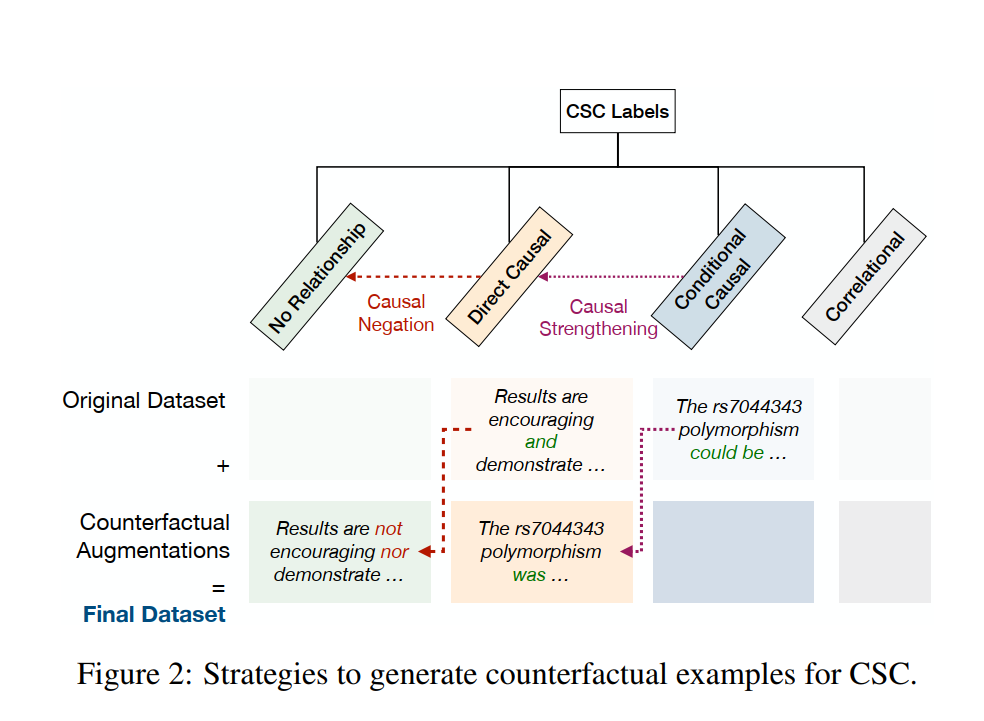 CSC Labels
No Relationship
Direct Causal
Conditional
Causal
Correlational
Causal
Negation
Causal
Strengthening
Original Dataset
Results are
encouraging
and
demonstrate …
The rs7044343
polymorphism
could be …
+
Counterfactual
Augmentations
Results are not
encouraging nor
demonstrate …
The rs7044343
polymorphism
was …
=
Final Dataset
Figure 2: Strategies to generate counterfactual examples for CSC.